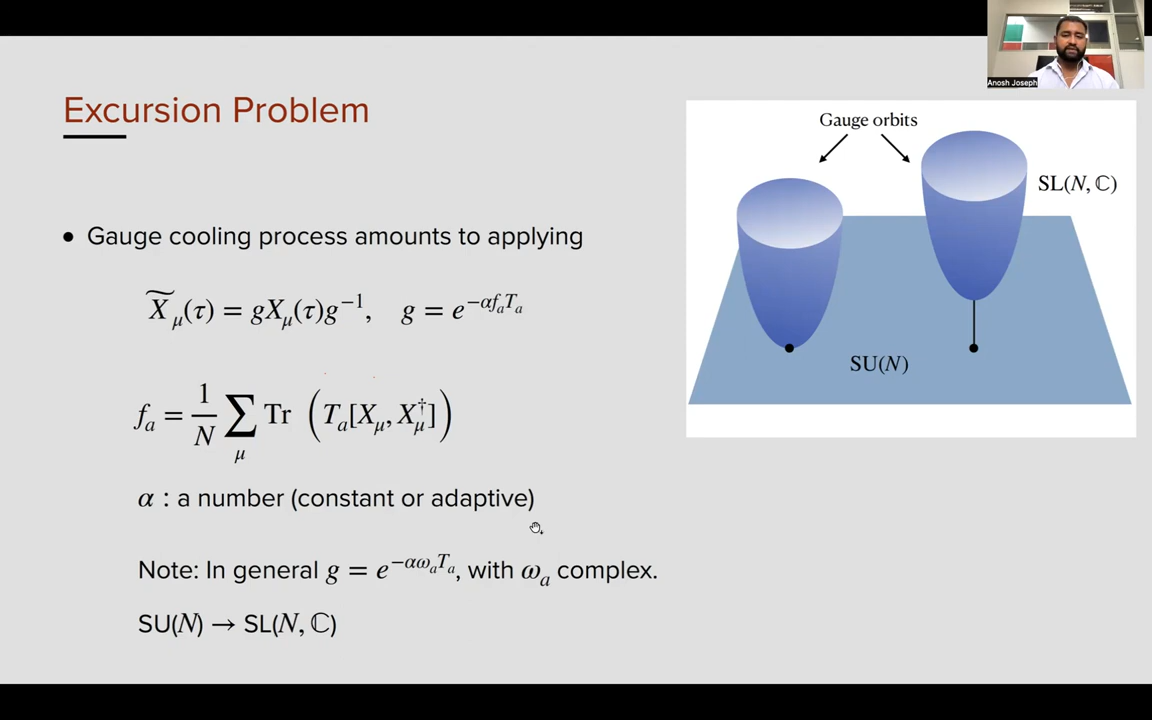 Anosh Joseph
Excursion Problem
Gauge orbits
SL(N, ℂ)
SU(N)
• Gauge cooling process amounts to applying
X̃_μ(τ) = gX_μ(τ)g⁻¹, g = e^{−αf_aT_a}
f_a = 1/N ∑_μ Tr (T_a[X_μ, X_μ^†])
α : a number (constant or adaptive)
Note: In general g = e^{−αω_aT_a}, with ω_a complex.
SU(N) → SL(N, ℂ)